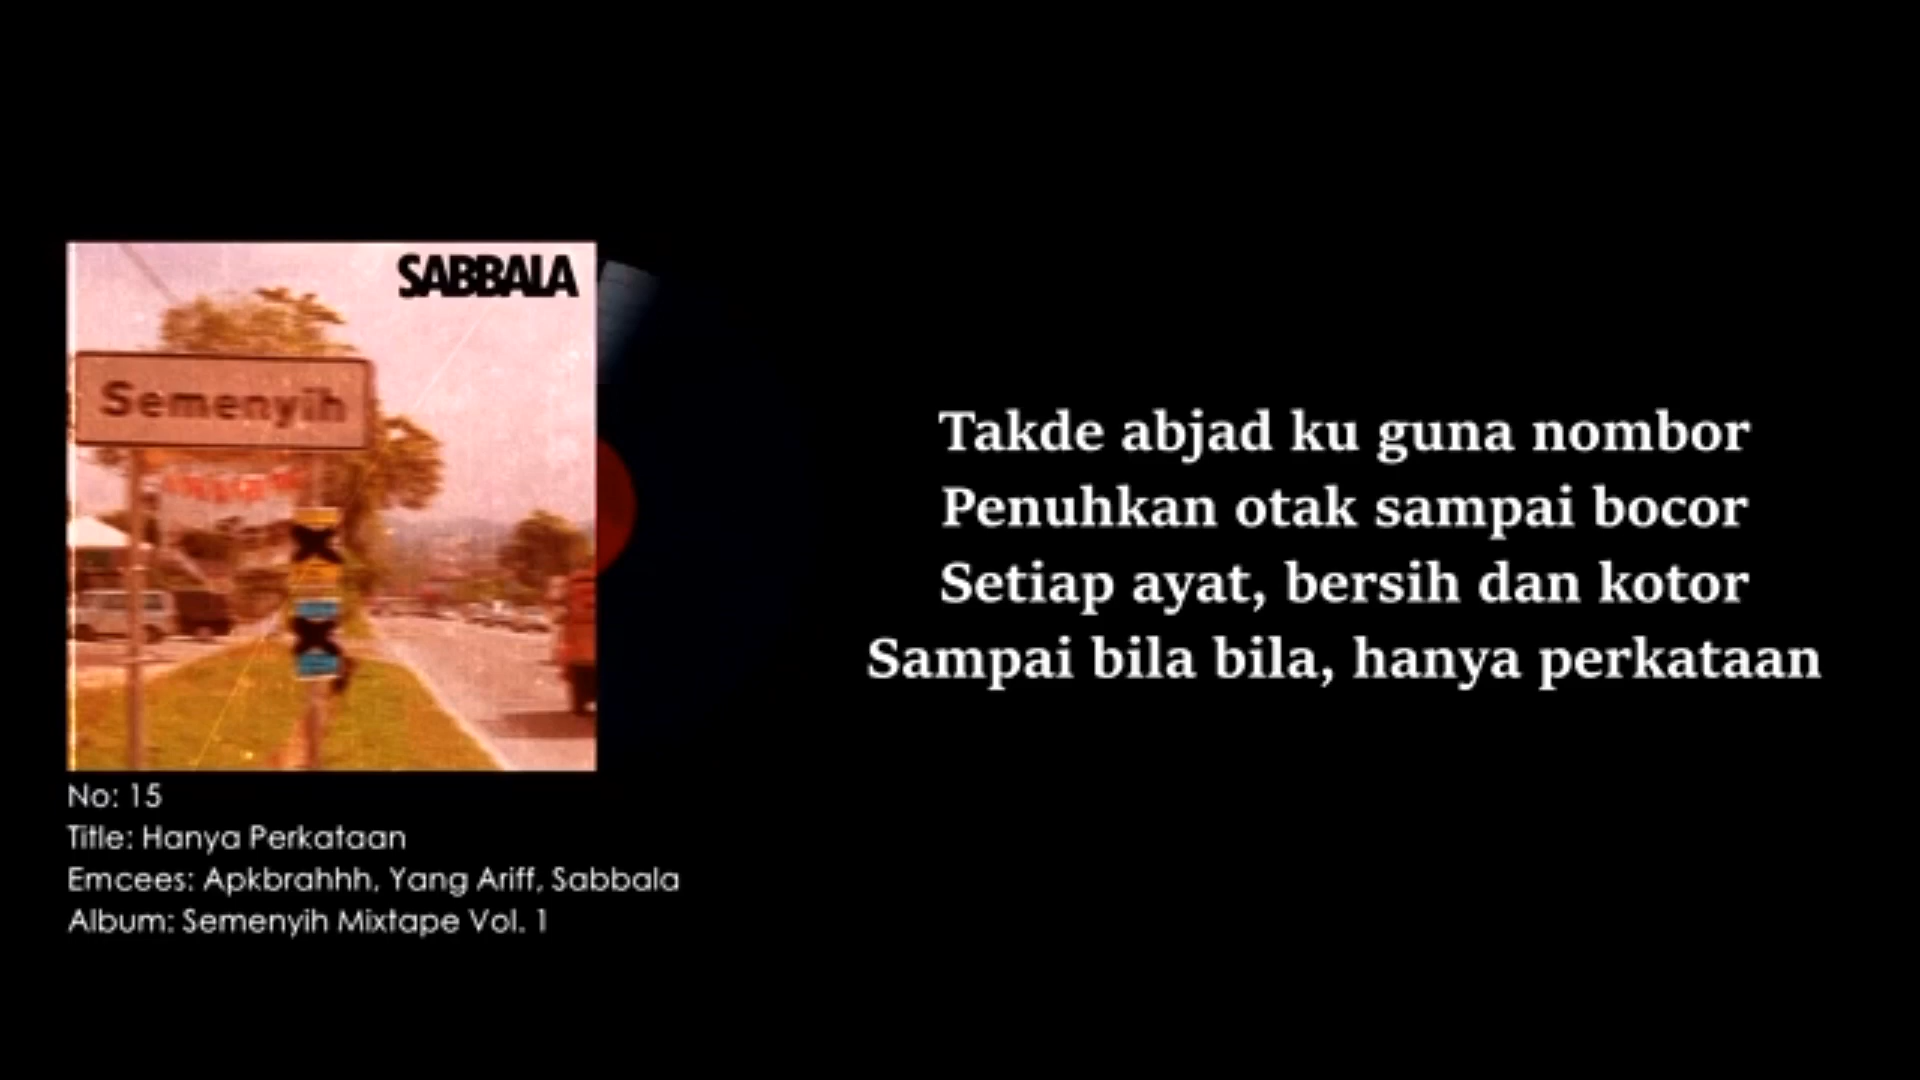 SABBALA
Semenyih
No: 15
Title: Hanya Perkataan
Emcees: Apkbrahhh, Yang Ariff, Sabbala
Album: Semenyih Mixtape Vol. 1
Takde abjad ku guna nombor
Penuhkan otak sampai bocor
Setiap ayat, bersih dan kotor
Sampai bila bila, hanya perkataan